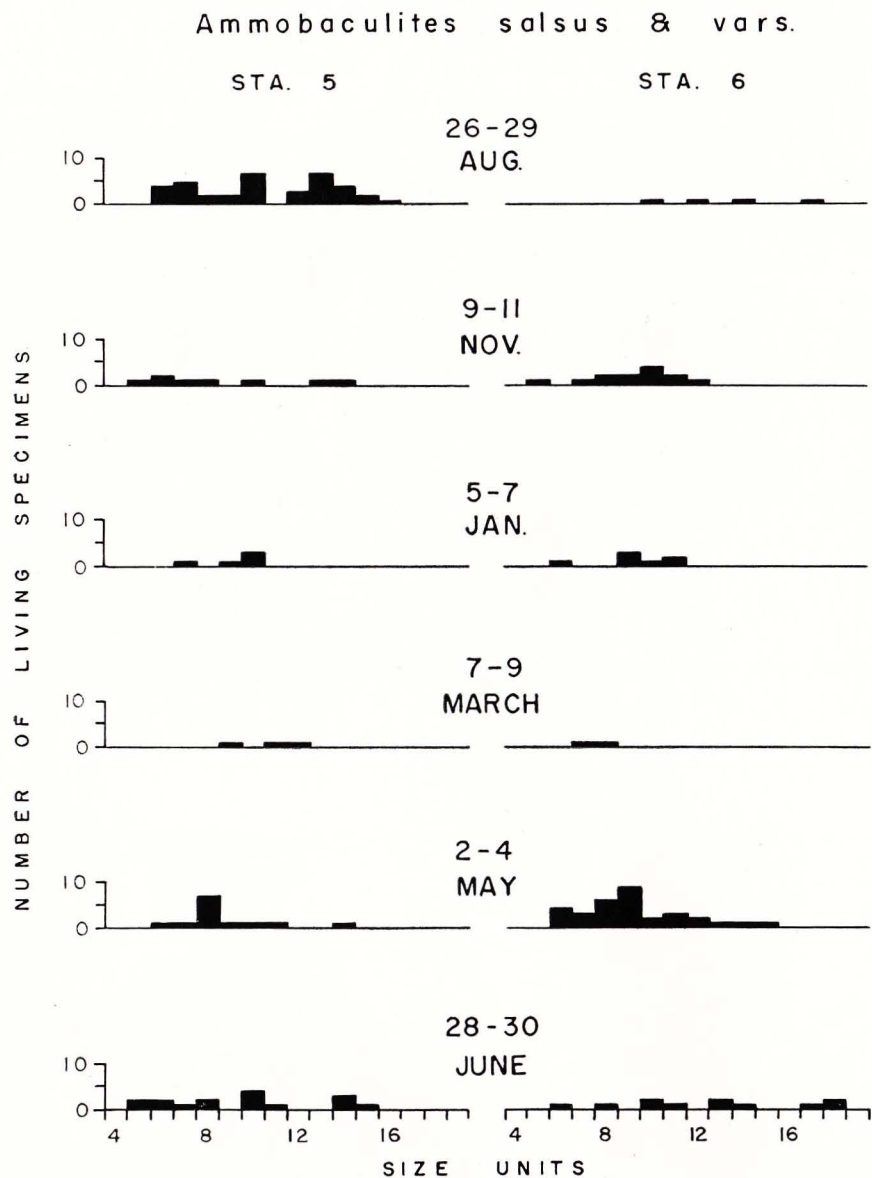 Ammobaculites salsus & vars.
STA. 5
STA. 6
26-29
AUG.
10
0
9-11
NOV.
10
0
5-7
JAN.
10
0
7-9
MARCH
10
0
2-4
MAY
10
0
28-30
JUNE
10
0
4 8 12 16
4 8 12 16
SIZE UNITS
NUMBER OF LIVING SPECIMENS